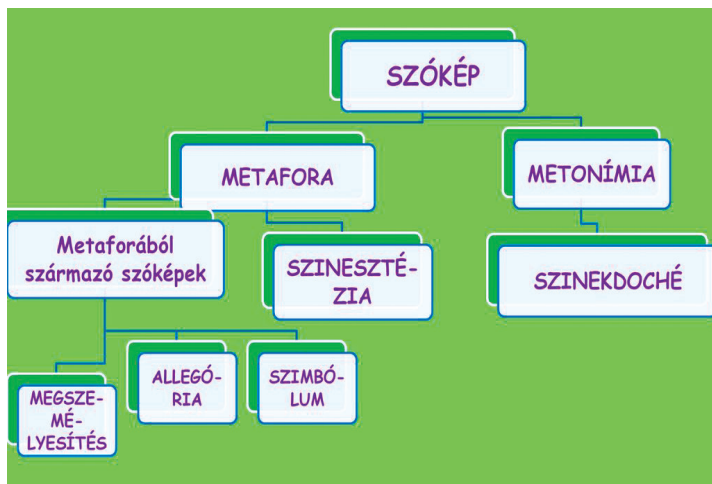 SZÓKÉP
METAFORA
METONÍMIA
Metaforából
származó szóképek
SZINESZTÉ-
ZIA
SZINEKDOCHÉ
MEGSZE-
MÉ-
LYESÍTÉS
ALLEGÓ-
RIA
SZIMBÓ-
LUM